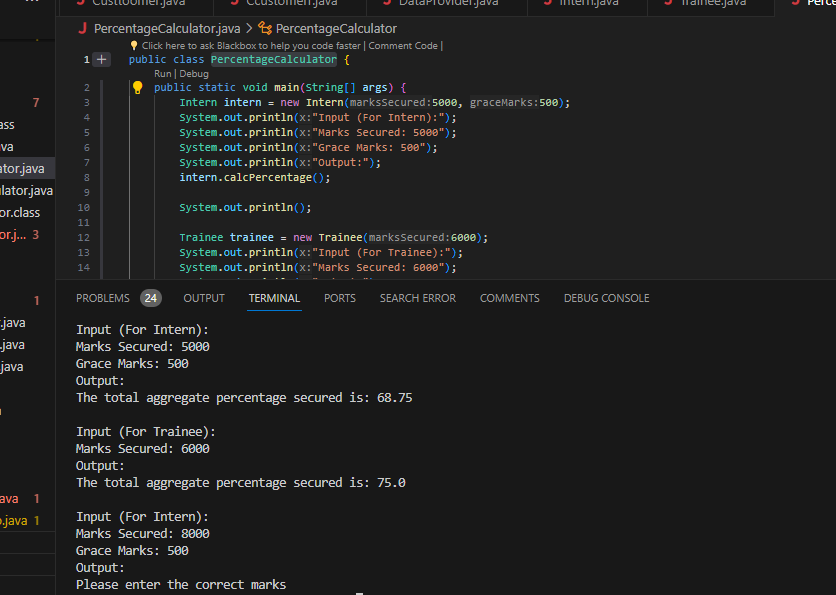 Custtoomer.java CCustomerr.java DataProvider.java Intern.java Trainee.java
PercentageCalculator.java > PercentageCalculator
Click here to ask Blackbox to help you code faster | Comment Code |
1 public class PercentageCalculator {
Run | Debug
2 public static void main(String[] args) {
3 Intern intern = new Intern(marksSecured:5000, graceMarks:500);
4 System.out.println(x:"Input (For Intern):");
5 System.out.println(x:"Marks Secured: 5000");
6 System.out.println(x:"Grace Marks: 500");
7 System.out.println(x:"Output:");
8 intern.calcPercentage();
9
10 System.out.println();
11
12 Trainee trainee = new Trainee(marksSecured:6000);
13 System.out.println(x:"Input (For Trainee):");
14 System.out.println(x:"Marks Secured: 6000");
7
ass
va
ator.java
ulator.java
or.class
or.j... 3
1
.java
.java
java
ava 1
o.java 1
PROBLEMS 24 OUTPUT TERMINAL PORTS SEARCH ERROR COMMENTS DEBUG CONSOLE
Input (For Intern):
Marks Secured: 5000
Grace Marks: 500
Output:
The total aggregate percentage secured is: 68.75
Input (For Trainee):
Marks Secured: 6000
Output:
The total aggregate percentage secured is: 75.0
Input (For Intern):
Marks Secured: 8000
Grace Marks: 500
Output:
Please enter the correct marks